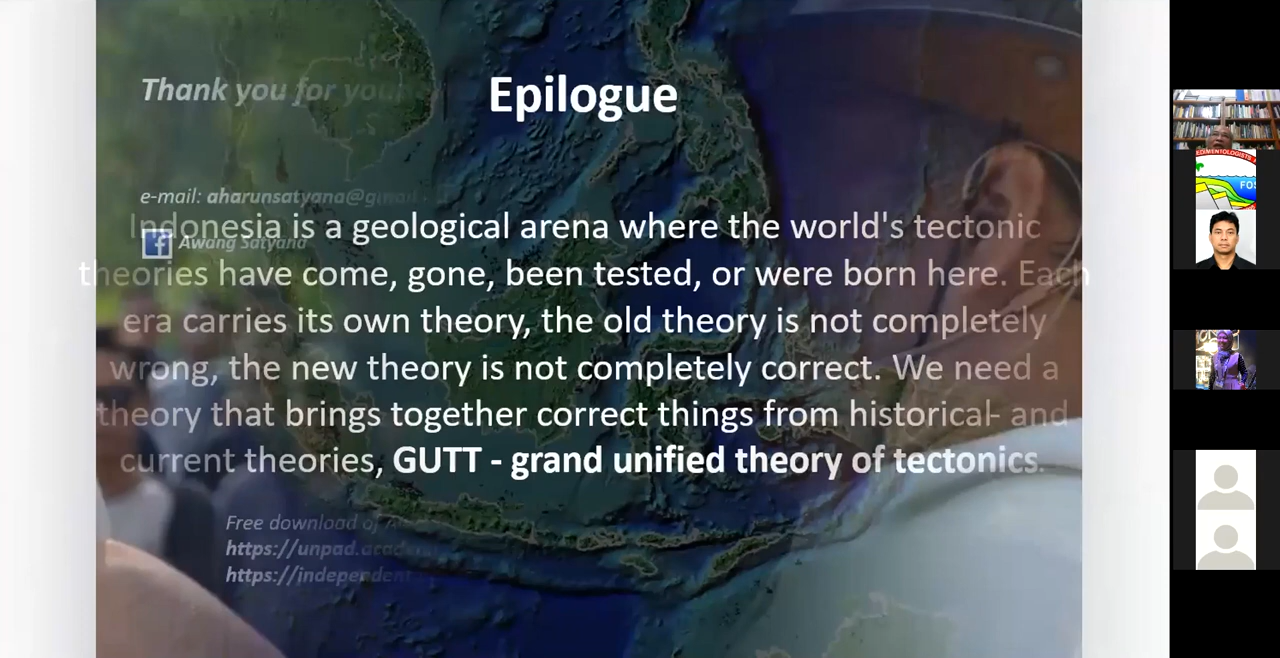 Thank you for your
Epilogue
e-mail: aharunsatyana@gmail
Indonesia is a geological arena where the world's tectonic
Awang Satyana
theories have come, gone, been tested, or were born here. Each
era carries its own theory, the old theory is not completely
wrong, the new theory is not completely correct. We need a
theory that brings together correct things from historical- and
current theories, GUTT - grand unified theory of tectonics.
Free download of
https://unpad.acad
https://independent
EDIMENTOLOGISTS
FOS